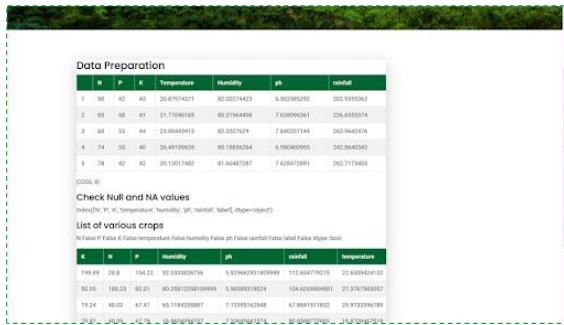 Data Preparation
N P K Temperature Humidity ph rainfall
1 90 42 43 20.87974371 82.00274423 6.502985292 202.9355362
2 85 58 41 21.77046169 80.31964408 7.038096361 226.6555374
3 60 55 44 23.00445915 82.3207629 7.840207144 263.9642476
4 74 35 40 26.49109635 80.15836264 6.980400905 242.8640342
5 78 42 42 20.13017482 81.60487287 7.628472891 262.7173405
(2200, 8)
Check Null and NA values
Index(['N', 'P', 'K', 'temperature', 'humidity', 'ph', 'rainfall', 'label'], dtype='object')
List of various crops
N False P False K False temperature False humidity False ph False rainfall False label False dtype: bool
K N P Humidity ph rainfall temperature
199.89 20.8 134.22 92.3333828756 5.929662931809999 112.654779275 22.6309424132
50.05 100.23 82.01 80.35812258109999 5.98389318024 104.6269804001 27.3767983057
19.24 40.02 67.47 65.1184255887 7.13395162948 67.8841511832 29.9733396789